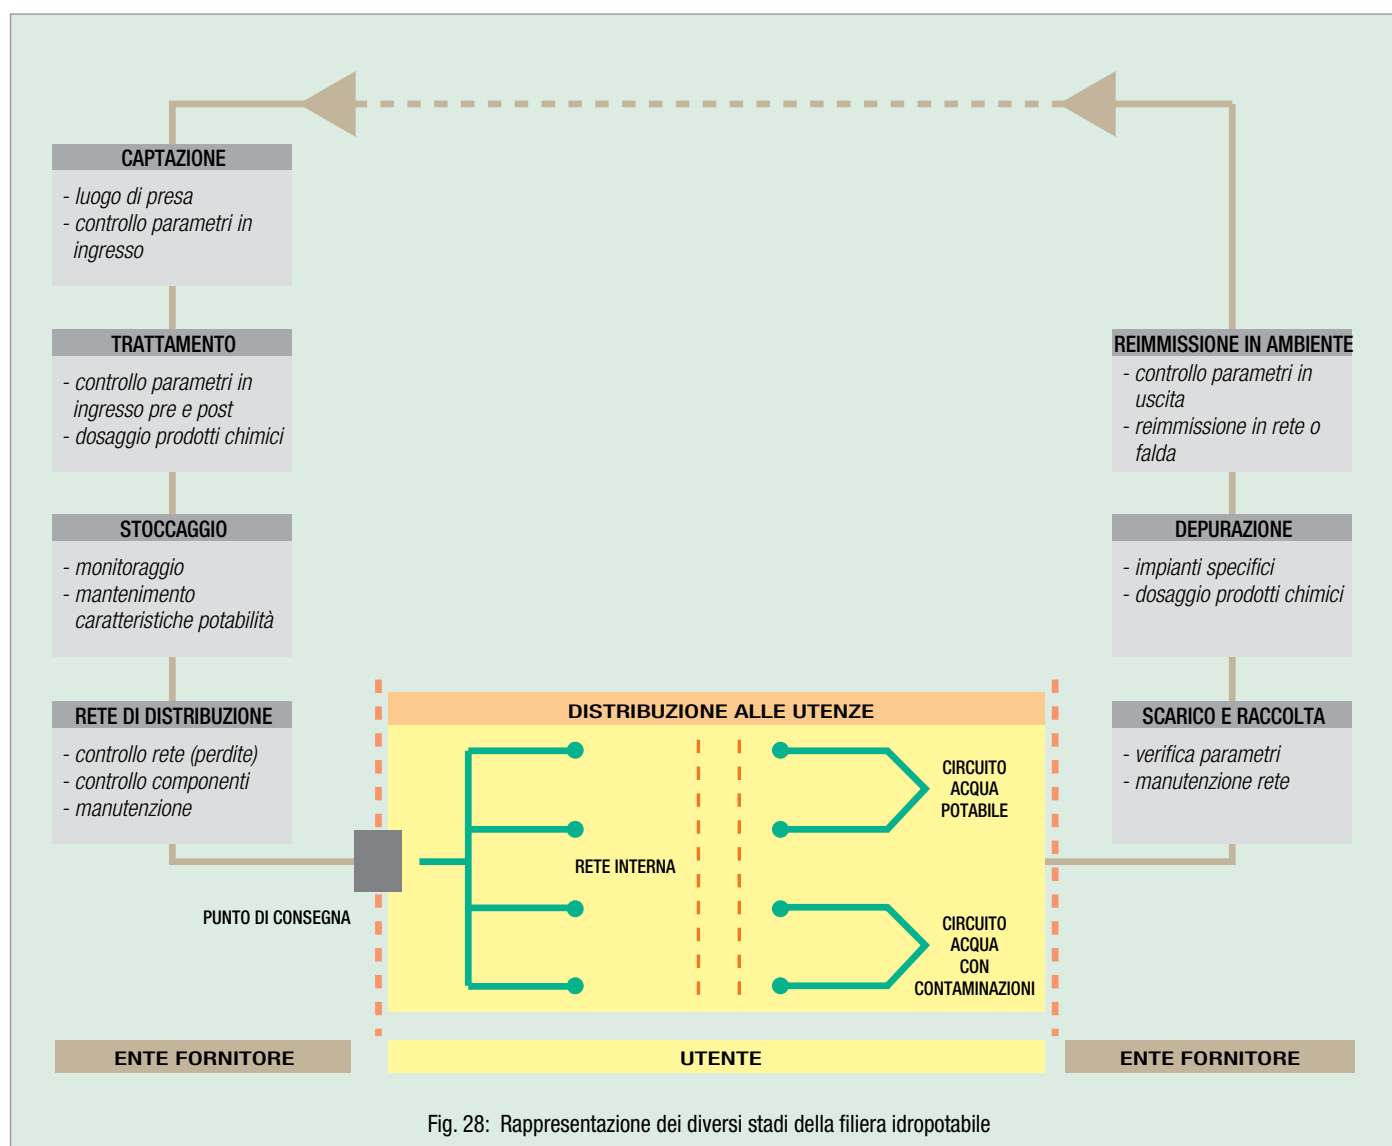 CAPTAZIONE
- luogo di presa
- controllo parametri in
ingresso
TRATTAMENTO
- controllo parametri in
ingresso pre e post
- dosaggio prodotti chimici
STOCCAGGIO
- monitoraggio
- mantenimento
caratteristiche potabilità
RETE DI DISTRIBUZIONE
- controllo rete (perdite)
- controllo componenti
- manutenzione
PUNTO DI CONSEGNA
DISTRIBUZIONE ALLE UTENZE
RETE INTERNA
CIRCUITO
ACQUA
POTABILE
CIRCUITO
ACQUA
CON
CONTAMINAZIONI
REIMMISSIONE IN AMBIENTE
- controllo parametri in
uscita
- reimmissione in rete o
falda
DEPURAZIONE
- impianti specifici
- dosaggio prodotti chimici
SCARICO E RACCOLTA
- verifica parametri
- manutenzione rete
ENTE FORNITORE
UTENTE
ENTE FORNITORE
Fig. 28: Rappresentazione dei diversi stadi della filiera idropotabile